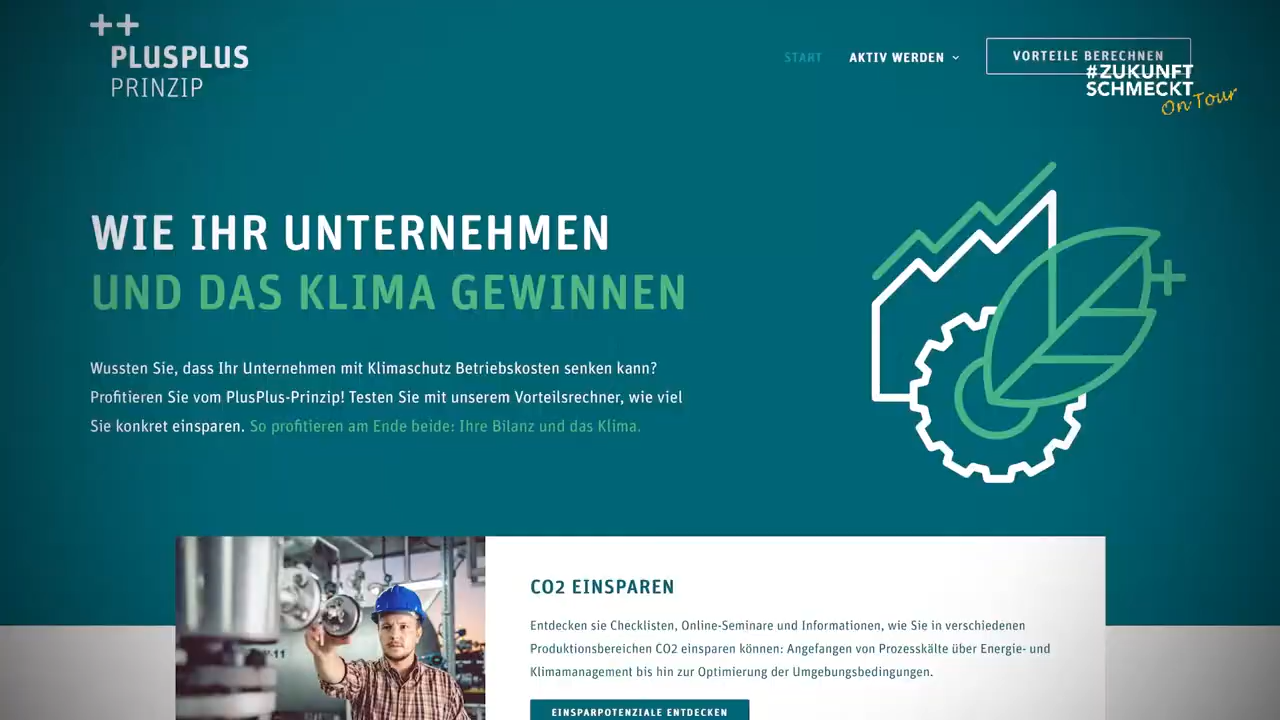 ++
PLUSPLUS
PRINZIP
START
AKTIV WERDEN
VORTEILE BERECHNEN
#ZUKUNFT
SCHMECKT
On Tour
WIE IHR UNTERNEHMEN
UND DAS KLIMA GEWINNEN
Wussten Sie, dass Ihr Unternehmen mit Klimaschutz Betriebskosten senken kann?
Profitieren Sie vom PlusPlus-Prinzip! Testen Sie mit unserem Vorteilsrechner, wie viel
Sie konkret einsparen. So profitieren am Ende beide: Ihre Bilanz und das Klima.
CO2 EINSPAREN
Entdecken sie Checklisten, Online-Seminare und Informationen, wie Sie in verschiedenen
Produktionsbereichen CO2 einsparen können: Angefangen von Prozesskälte über Energie- und
Klimamanagement bis hin zur Optimierung der Umgebungsbedingungen.
EINSPARPOTENZIALE ENTDECKEN